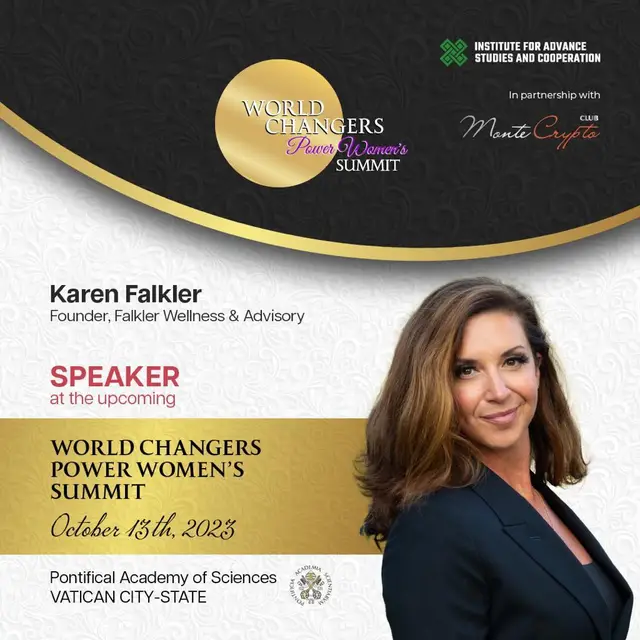 INSTITUTE FOR ADVANCE
STUDIES AND COOPERATION
In partnership with
Monte Crypto
CLUB
WORLD
CHANGERS
Power Women's
SUMMIT
Karen Falkler
Founder, Falkler Wellness & Advisory
SPEAKER
at the upcoming
WORLD CHANGERS
POWER WOMEN'S
SUMMIT
October 13th, 2023
Pontifical Academy of Sciences
VATICAN CITY-STATE